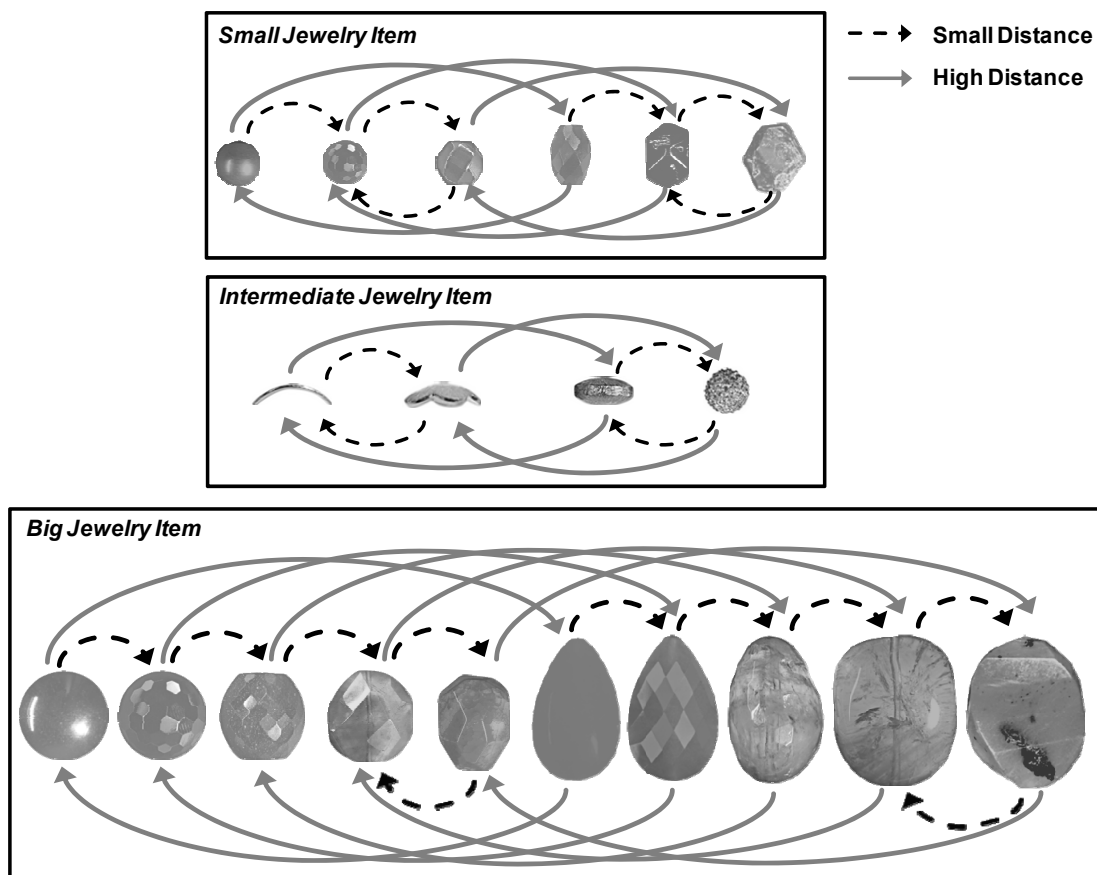 Small Jewelry Item
Small Distance
High Distance
Intermediate Jewelry Item
Big Jewelry Item